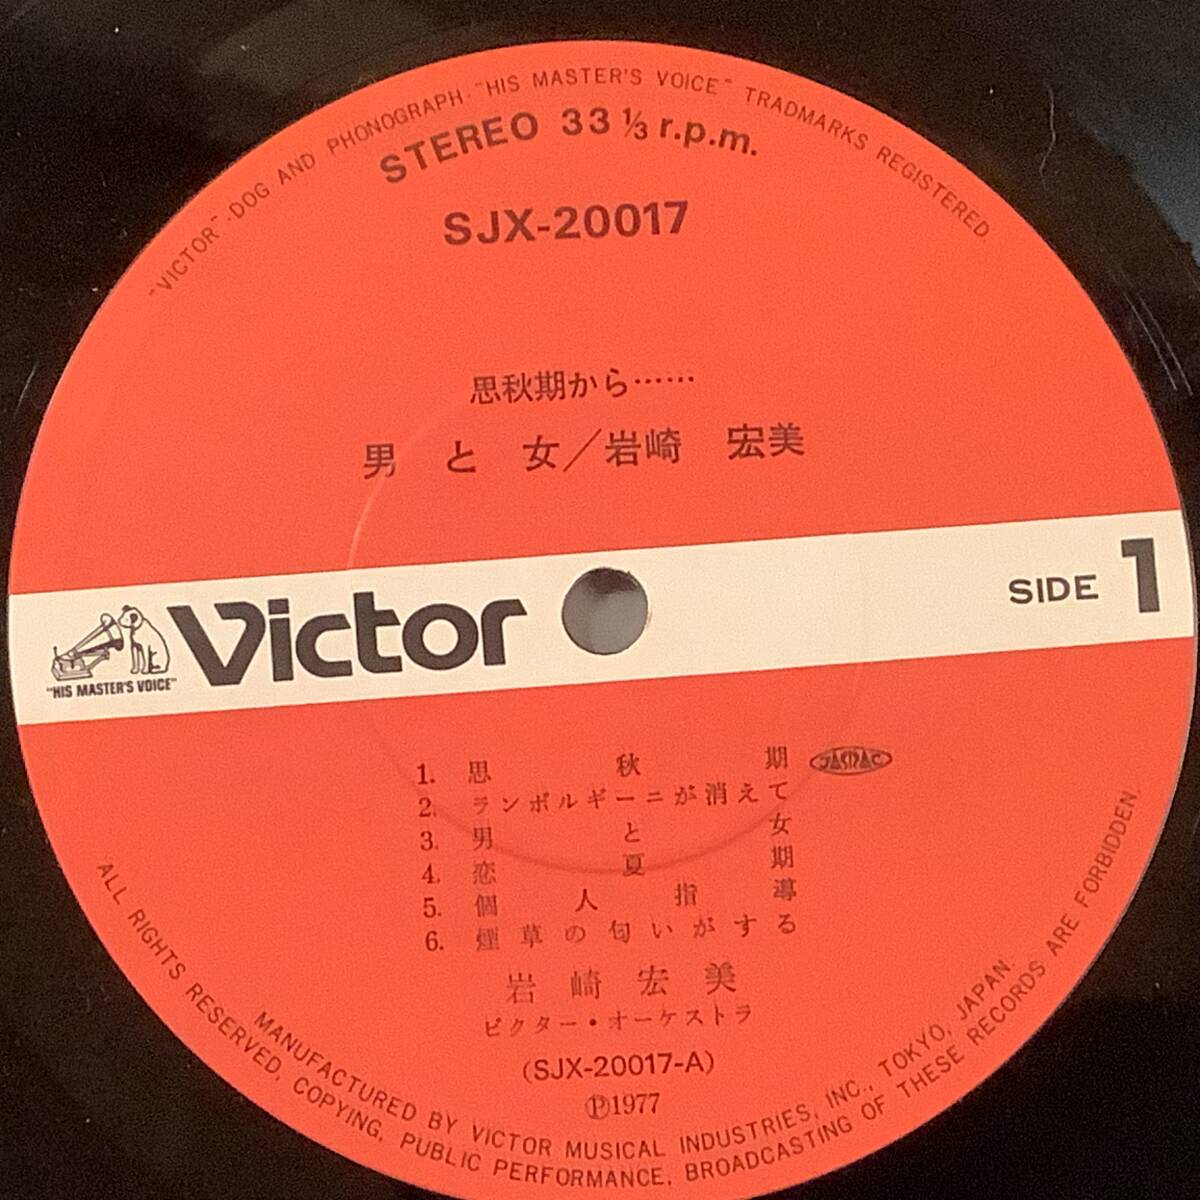 "VICTOR"·DOG AND PHONOGRAPH·"HIS MASTER'S VOICE" TRADMARKS REGISTERED.
STEREO 33 1/3 r.p.m.
SJX-20017
思秋期から……
男 と 女／岩崎 宏美
"HIS MASTER'S VOICE"
Victor
SIDE 1
1. 思秋期 JASRAC
2. ランボルギーニが消えて
3. 男と女
4. 恋夏期
5. 個人指導
6. 煙草の匂いがする
岩崎宏美
ビクター・オーケストラ
(SJX-20017-A)
Ⓟ1977
MANUFACTURED BY VICTOR MUSICAL INDUSTRIES, INC., TOKYO, JAPAN.
ALL RIGHTS RESERVED, COPYING, PUBLIC PERFORMANCE, BROADCASTING OF THESE RECORDS ARE FORBIDDEN.